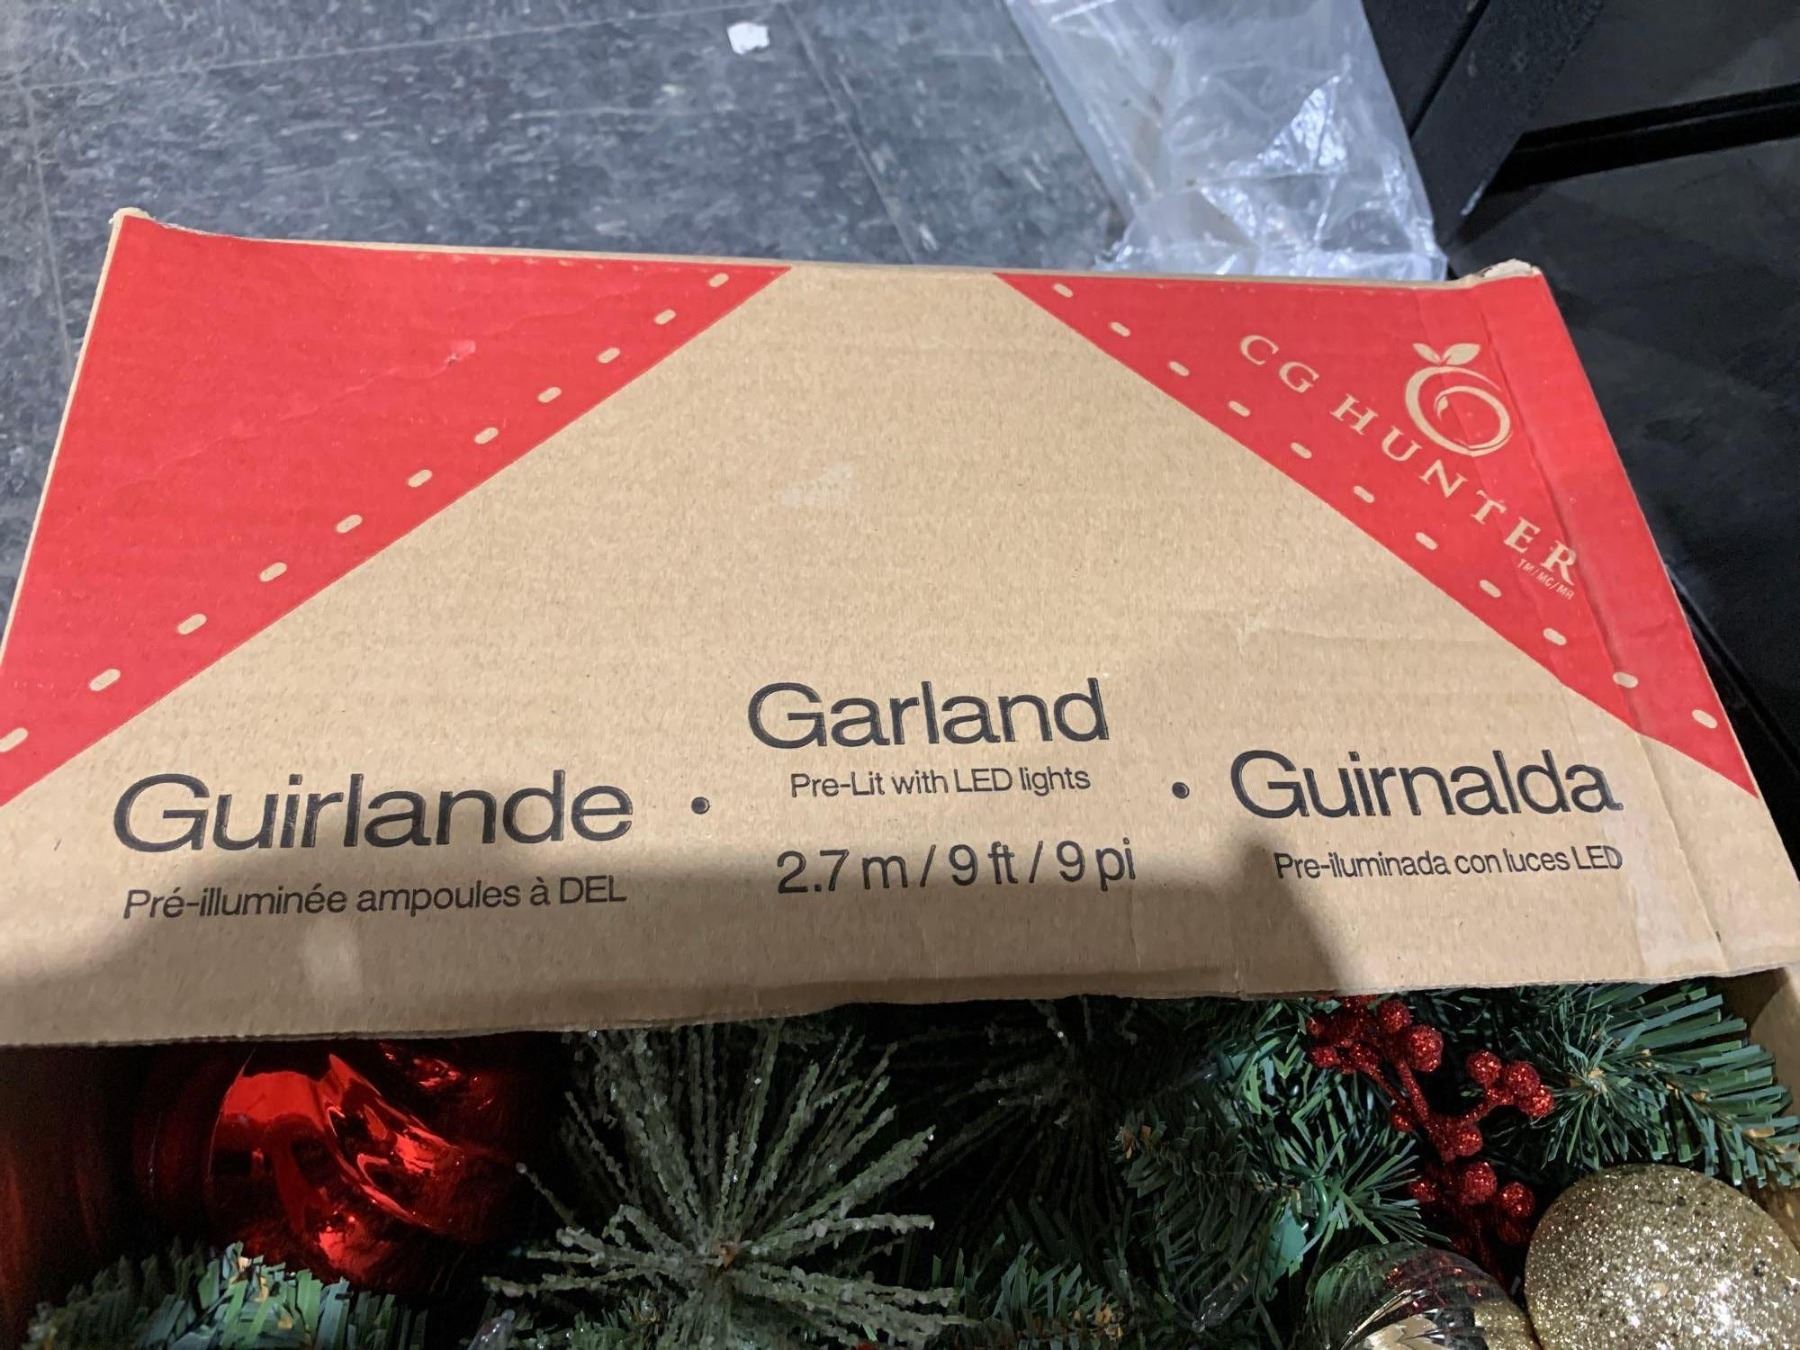 CG HUNTER
TM/MC/MR
Garland
Pre-Lit with LED lights
2.7 m / 9 ft / 9 pi
Guirlande
Pré-illuminée ampoules à DEL
•
•
Guirnalda
Pre-iluminada con luces LED